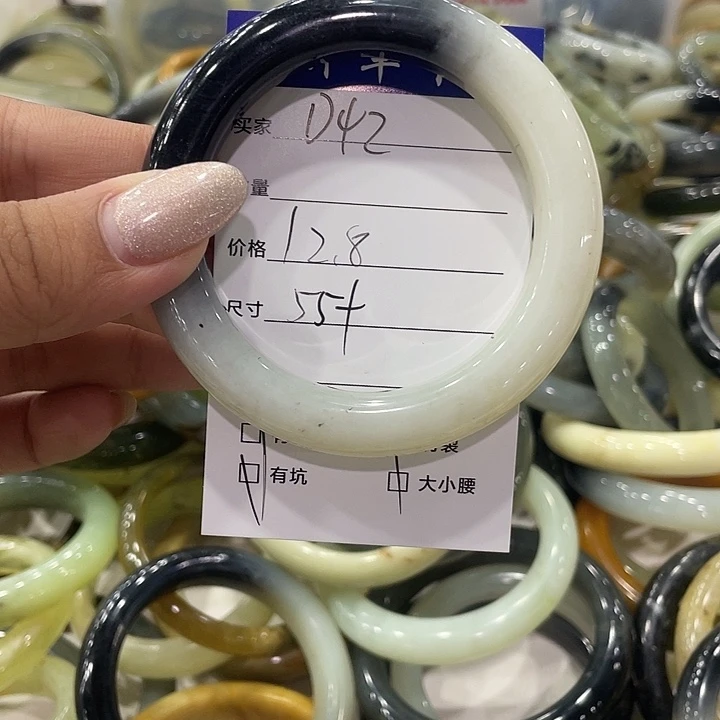 买家 D42
量
价格 12.8
尺寸 55+
有坑
大小腰